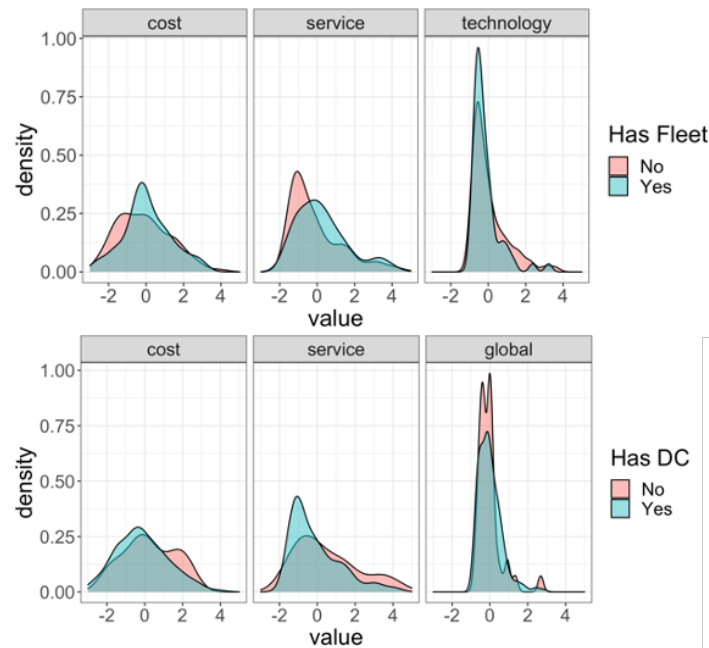 cost service technology
1.00
0.75
0.50
0.25
0.00
density
-2 0 2 4 -2 0 2 4 -2 0 2 4
value
Has Fleet
No
Yes
cost service global
1.00
0.75
0.50
0.25
0.00
density
-2 0 2 4 -2 0 2 4 -2 0 2 4
value
Has DC
No
Yes